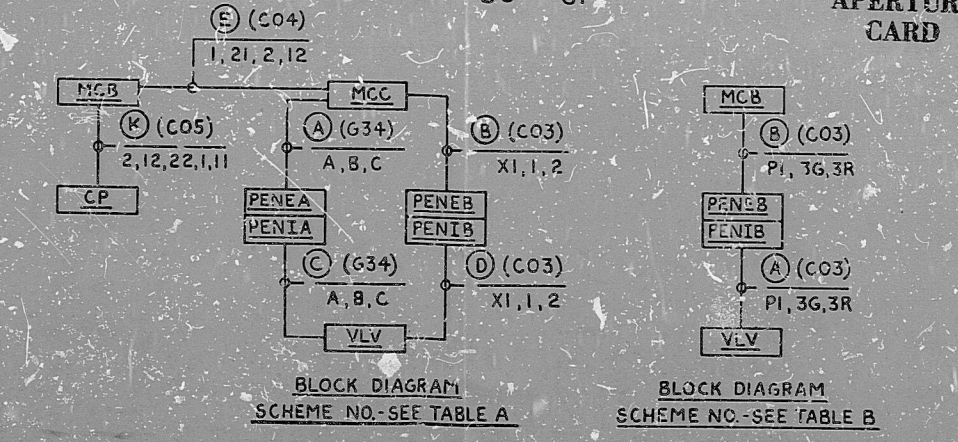 APERTURE
CARD
Ⓔ (C04)
1, 21, 2, 12
MCB
MCC
MCB
Ⓚ (C05)
2,12,22,1,11
Ⓐ (G34)
A, B, C
Ⓑ (C03)
X1, 1, 2
Ⓑ (C03)
P1, 3G, 3R
CP
PENEA
PENIA
PENEB
PENIB
PENEB
PENIB
Ⓒ (G34)
A, B, C
Ⓓ (C03)
X1, 1, 2
Ⓐ (C03)
P1, 3G, 3R
VLV
VLV
BLOCK DIAGRAM
SCHEME NO.-SEE TABLE A
BLOCK DIAGRAM
SCHEME NO.-SEE TABLE B